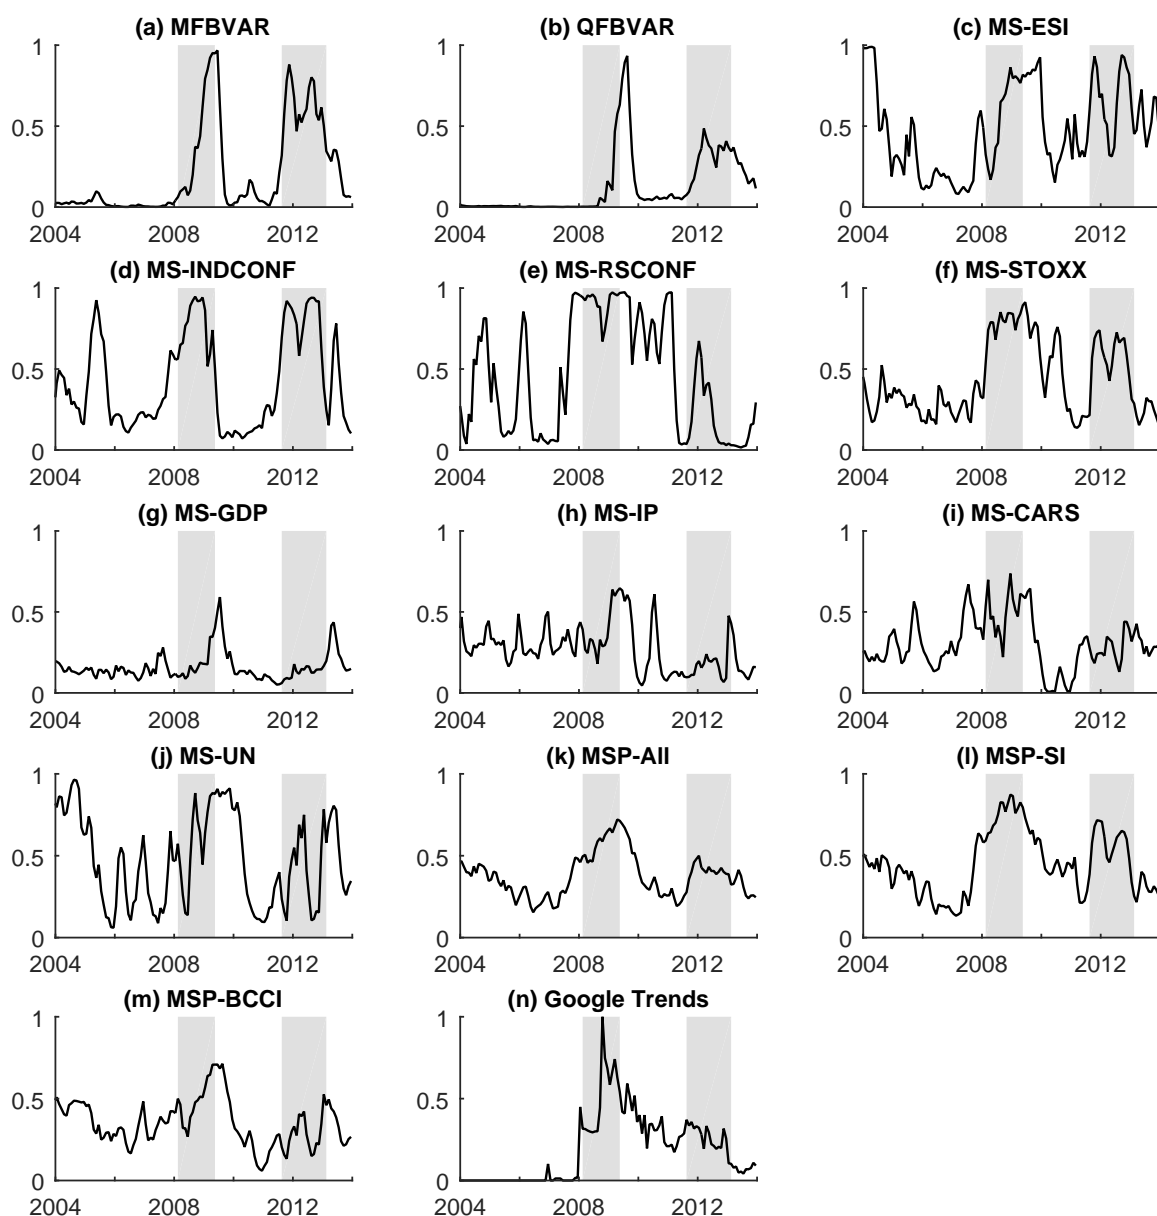 (a) MFBVAR (b) QFBVAR (c) MS-ESI
1 1 1
0.5 0.5 0.5
0 0 0
2004 2008 2012 2004 2008 2012 2004 2008 2012
(d) MS-INDCONF (e) MS-RSCONF (f) MS-STOXX
1 1 1
0.5 0.5 0.5
0 0 0
2004 2008 2012 2004 2008 2012 2004 2008 2012
(g) MS-GDP (h) MS-IP (i) MS-CARS
1 1 1
0.5 0.5 0.5
0 0 0
2004 2008 2012 2004 2008 2012 2004 2008 2012
(j) MS-UN (k) MSP-All (l) MSP-SI
1 1 1
0.5 0.5 0.5
0 0 0
2004 2008 2012 2004 2008 2012 2004 2008 2012
(m) MSP-BCCI (n) Google Trends
1 1
0.5 0.5
0 0
2004 2008 2012 2004 2008 2012